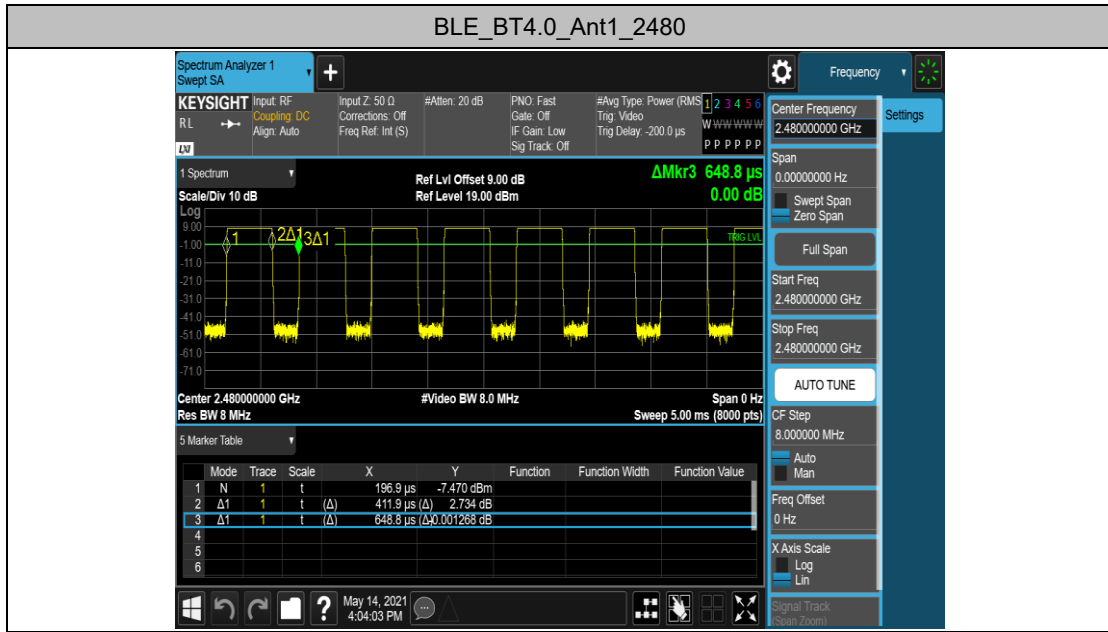 BLE_BT4.0_Ant1_2480
Spectrum Analyzer 1
Swept SA
+
Frequency
KEYSIGHT
RL
LXI
Input: RF
Coupling: DC
Align: Auto
Input Z: 50 Ω
Corrections: Off
Freq Ref: Int (S)
#Atten: 20 dB
PNO: Fast
Gate: Off
IF Gain: Low
Sig Track: Off
#Avg Type: Power (RMS
Trig: Video
Trig Delay: -200.0 µs
1 2 3 4 5 6
W W W W W W
P P P P P P
Settings
1 Spectrum
Scale/Div 10 dB
Log
Ref Lvl Offset 9.00 dB
Ref Level 19.00 dBm
ΔMkr3 648.8 µs
0.00 dB
9.00
-1.00
-11.0
-21.0
-31.0
-41.0
-51.0
-61.0
-71.0
1
2Δ1
3Δ1
TRIG LVL
Center 2.480000000 GHz
#Video BW 8.0 MHz
Span 0 Hz
Res BW 8 MHz
Sweep 5.00 ms (8000 pts)
5 Marker Table
Mode Trace Scale X Y Function Function Width Function Value
1 N 1 t 196.9 µs -7.470 dBm
2 Δ1 1 t (Δ) 411.9 µs (Δ) 2.734 dB
3 Δ1 1 t (Δ) 648.8 µs (Δ)-0.001268 dB
4
5
6
Center Frequency
2.480000000 GHz
Span
0.00000000 Hz
Swept Span
Zero Span
Full Span
Start Freq
2.480000000 GHz
Stop Freq
2.480000000 GHz
AUTO TUNE
CF Step
8.000000 MHz
Auto
Man
Freq Offset
0 Hz
X Axis Scale
Log
Lin
Signal Track
(Span Zoom)
?
May 14, 2021
4:04:03 PM